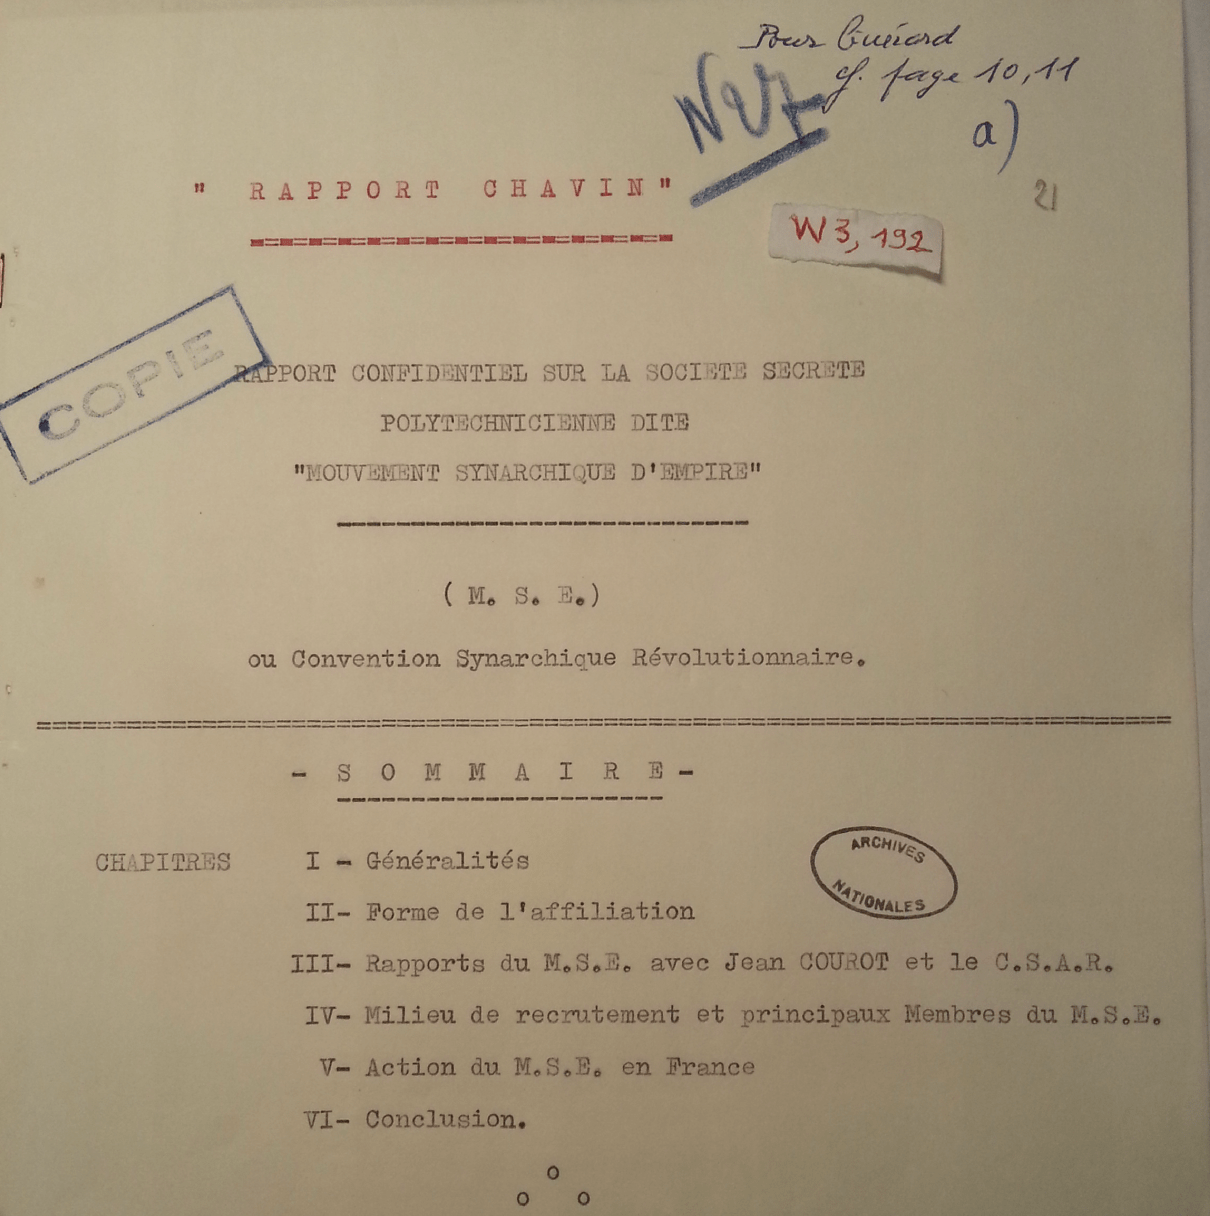 Pour Guérard
cf. page 10,11
a)
21
" RAPPORT CHAVIN"
W3, 192
COPIE
RAPPORT CONFIDENTIEL SUR LA SOCIETE SECRETE
POLYTECHNICIENNE DITE
"MOUVEMENT SYNARCHIQUE D'EMPIRE"
( M. S. E.)
ou Convention Synarchique Révolutionnaire.
- S O M M A I R E -
CHAPITRES I - Généralités
ARCHIVES
NATIONALES
II- Forme de l'affiliation
III- Rapports du M.S.E. avec Jean COUROT et le C.S.A.R.
IV- Milieu de recrutement et principaux Membres du M.S.E.
V- Action du M.S.E. en France
VI- Conclusion.